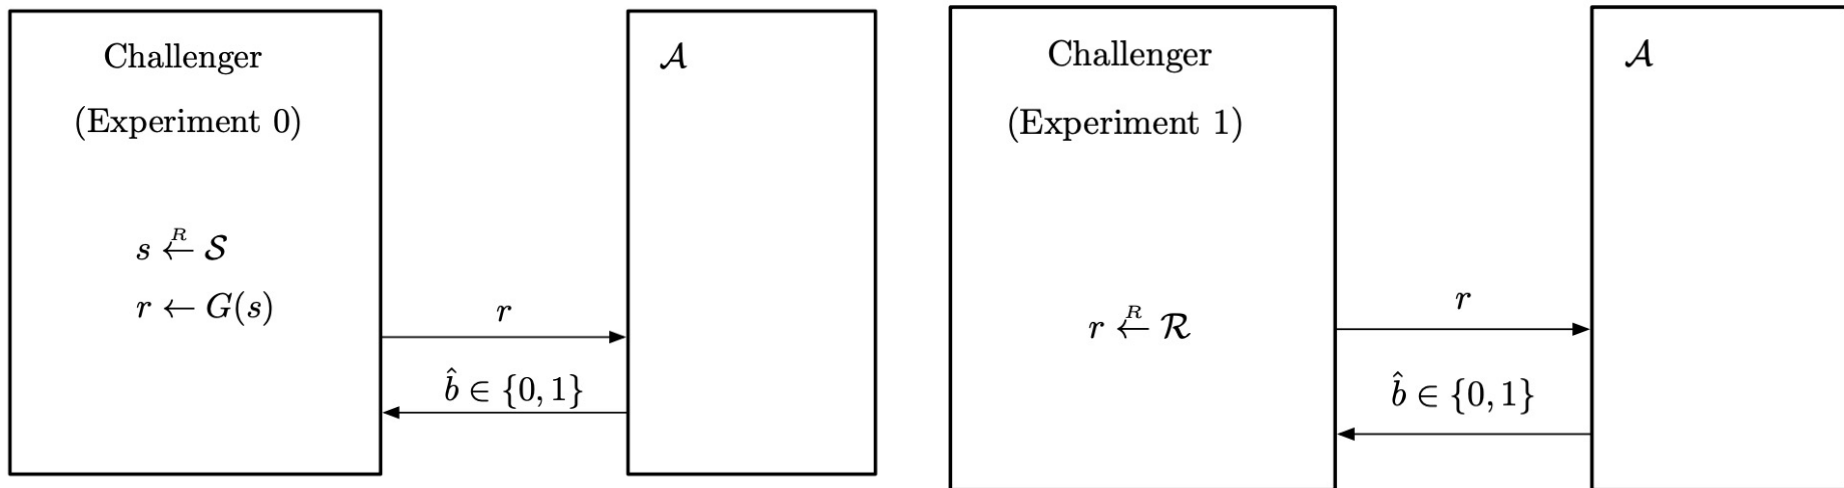 Challenger
(Experiment 0)
s ←ᴿ 𝒮
r ← G(s)
r
b̂ ∈ {0, 1}
𝒜
Challenger
(Experiment 1)
r ←ᴿ ℛ
r
b̂ ∈ {0, 1}
𝒜